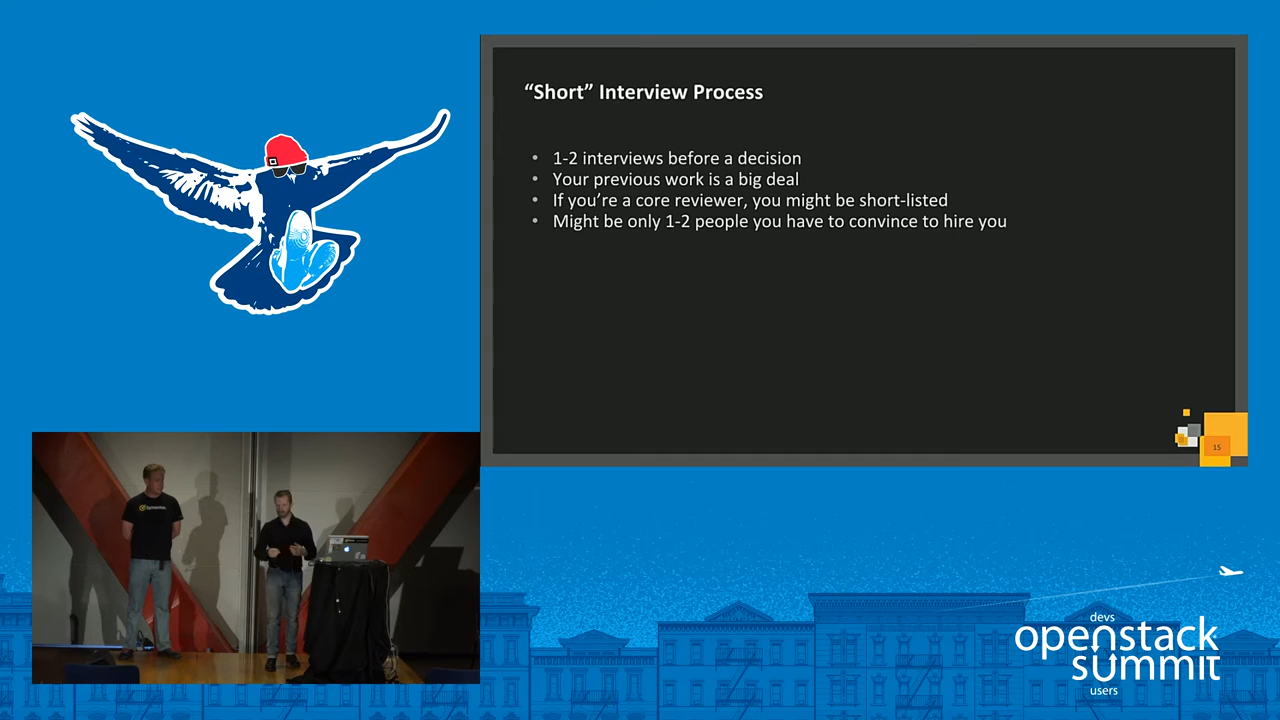 “Short” Interview Process
• 1-2 interviews before a decision
• Your previous work is a big deal
• If you’re a core reviewer, you might be short-listed
• Might be only 1-2 people you have to convince to hire you
15
Symantec.
devs
openstack
summit
users